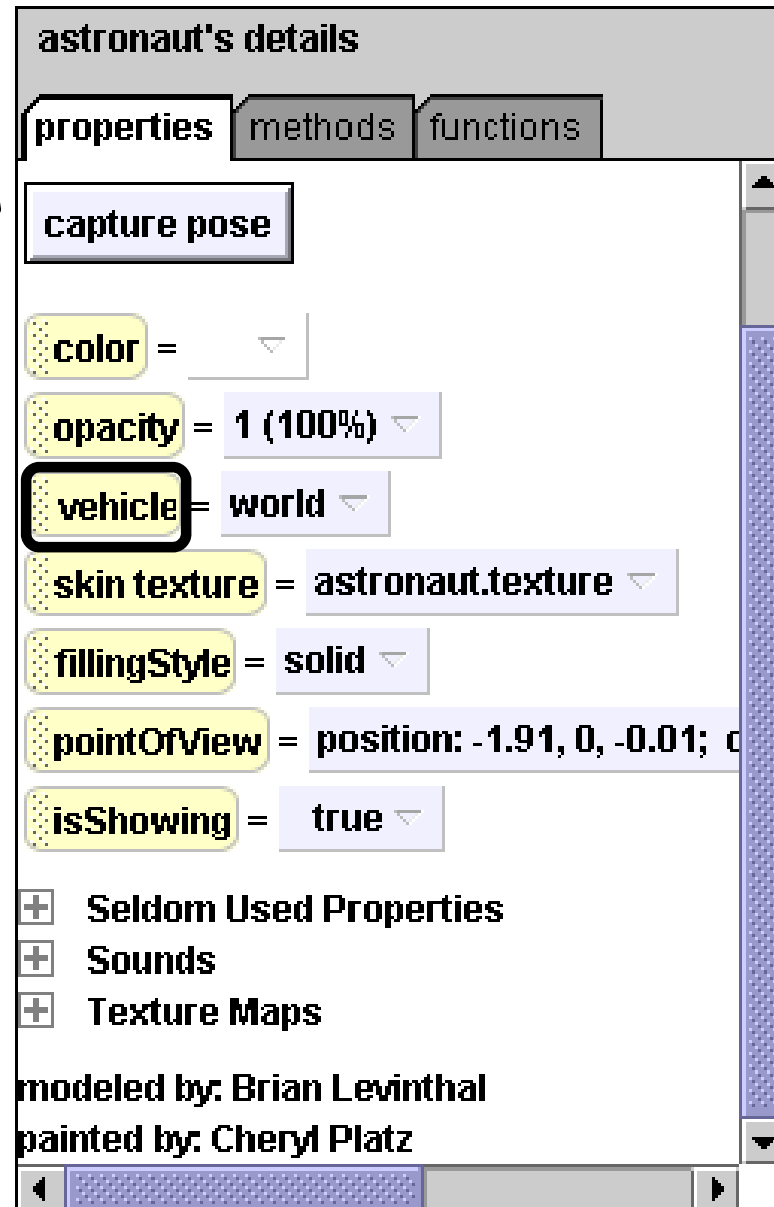 astronaut's details
properties methods functions
capture pose
color =
opacity = 1 (100%)
vehicle = world
skin texture = astronaut.texture
fillingStyle = solid
pointOfView = position: -1.91, 0, -0.01;
isShowing = true
Seldom Used Properties
Sounds
Texture Maps
modeled by: Brian Levinthal
painted by: Cheryl Platz